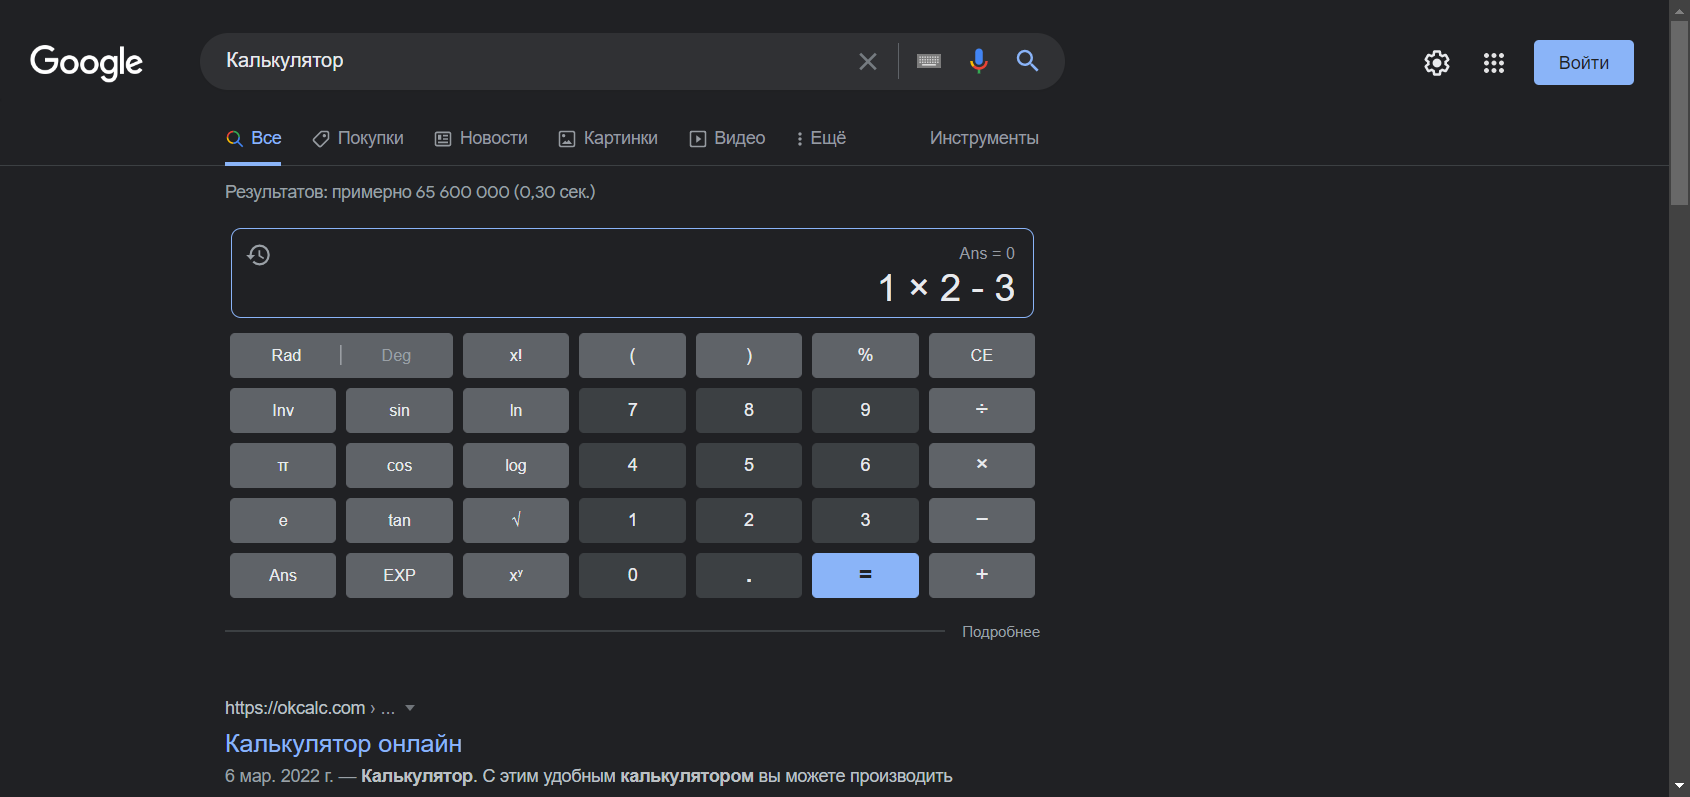 Google
Калькулятор
Войти
Все Покупки Новости Картинки Видео Ещё Инструменты
Результатов: примерно 65 600 000 (0,30 сек.)
Ans = 0
1 × 2 - 3
Rad | Deg x! ( ) % CE
Inv sin ln 7 8 9 ÷
π cos log 4 5 6 ×
e tan √ 1 2 3 −
Ans EXP xʸ 0 . = +
Подробнее
https://okcalc.com › ...
Калькулятор онлайн
6 мар. 2022 г. — Калькулятор. С этим удобным калькулятором вы можете производить